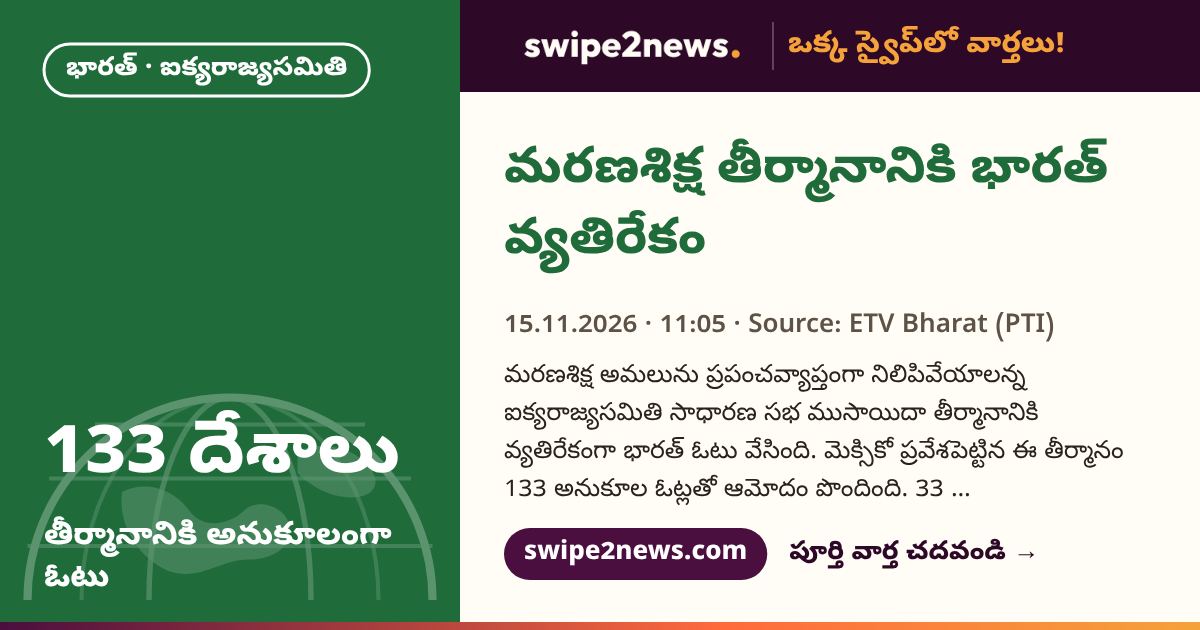 భారత్ · ఐక్యరాజ్యసమితి
133 దేశాలు
తీర్మానానికి అనుకూలంగా
ఓటు
swipe2news.
ఒక్క స్వైప్‌లో వార్తలు!
మరణశిక్ష తీర్మానానికి భారత్
వ్యతిరేకం
15.11.2026 · 11:05 · Source: ETV Bharat (PTI)
మరణశిక్ష అమలును ప్రపంచవ్యాప్తంగా నిలిపివేయాలన్న
ఐక్యరాజ్యసమితి సాధారణ సభ ముసాయిదా తీర్మానానికి
వ్యతిరేకంగా భారత్ ఓటు వేసింది. మెక్సికో ప్రవేశపెట్టిన ఈ తీర్మానం
133 అనుకూల ఓట్లతో ఆమోదం పొందింది. 33 ...
swipe2news.com
పూర్తి వార్త చదవండి →